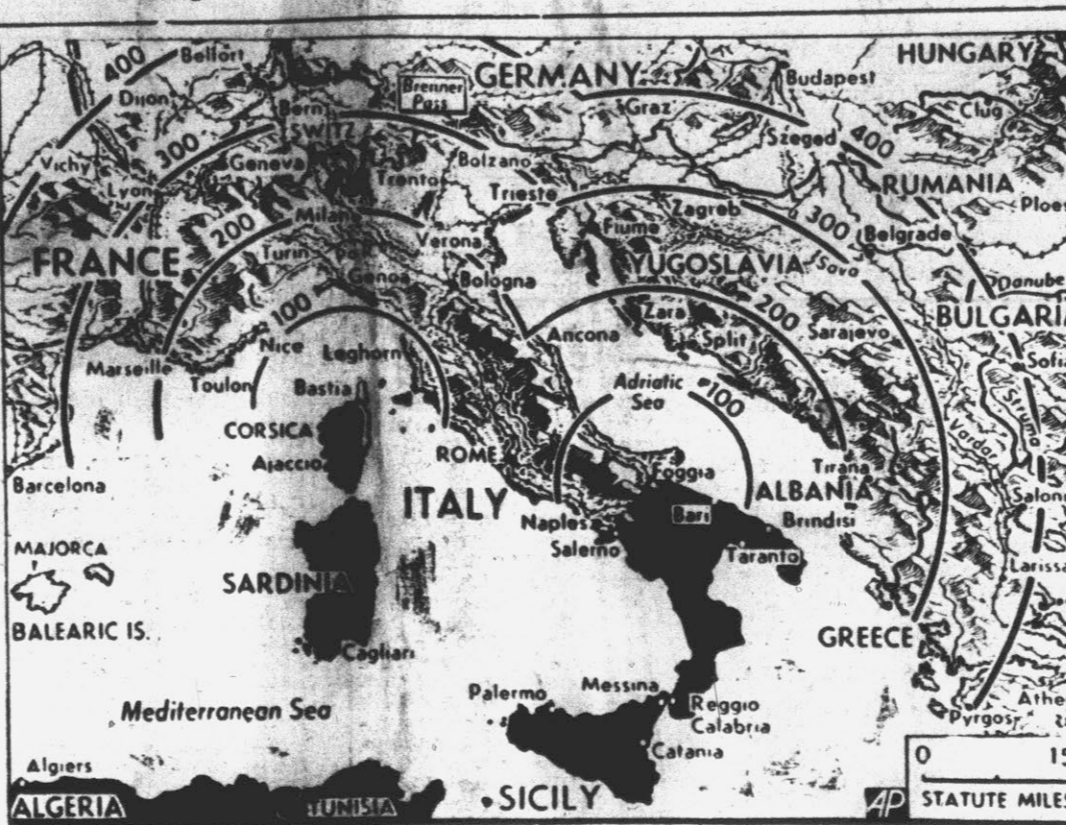 HUNGARY
GERMANY
400
Belfort
Brenner
Pass
Budapest
Dijon
Bern
SWITZ
Graz
Clug
Szeged
400
300
Vichy
Geneva
Bolzano
Lyon
Trento
Trieste
RUMANIA
Milan
Zagreb
300
200
Verona
Fiume
Belgrade
Turin
Po R
FRANCE
Genoa
Bologna
YUGOSLAVIA
Sava
Danube
100
200
BULGARIA
Zara
Nice
Leghorn
Ancona
Split
Sarajevo
Marseille
Toulon
Bastia
Adriatic
Sea
100
Struma
CORSICA
Vardar
Ajaccio
ROME
Foggia
Tirana
Barcelona
ITALY
ALBANIA
Naples
Bari
Brindisi
Salerno
Taranto
MAJORCA
Larissa
SARDINIA
BALEARIC IS.
GREECE
Cagliari
Mediterranean Sea
Palermo
Messina
Reggio
Calabria
Pyrgos
Catania
Algiers
0 15
ALGERIA
TUNISIA
SICILY
AP
STATUTE MILES